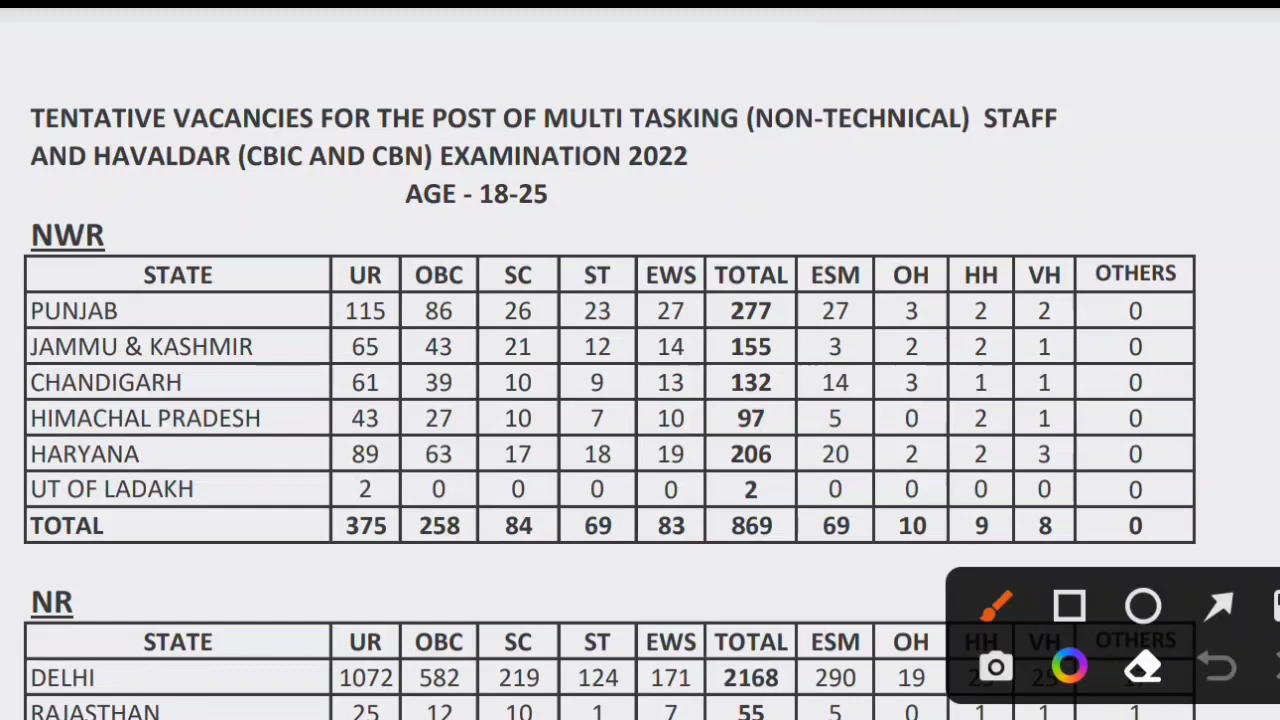 TENTATIVE VACANCIES FOR THE POST OF MULTI TASKING (NON-TECHNICAL) STAFF
AND HAVALDAR (CBIC AND CBN) EXAMINATION 2022
AGE - 18-25
NWR
STATE UR OBC SC ST EWS TOTAL ESM OH HH VH OTHERS
PUNJAB 115 86 26 23 27 277 27 3 2 2 0
JAMMU & KASHMIR 65 43 21 12 14 155 3 2 2 1 0
CHANDIGARH 61 39 10 9 13 132 14 3 1 1 0
HIMACHAL PRADESH 43 27 10 7 10 97 5 0 2 1 0
HARYANA 89 63 17 18 19 206 20 2 2 3 0
UT OF LADAKH 2 0 0 0 0 2 0 0 0 0 0
TOTAL 375 258 84 69 83 869 69 10 9 8 0
NR
STATE UR OBC SC ST EWS TOTAL ESM OH HH VH OTHERS
DELHI 1072 582 219 124 171 2168 290 19
RAJASTHAN 25 12 10 1 7 55 5 0 1 1 1